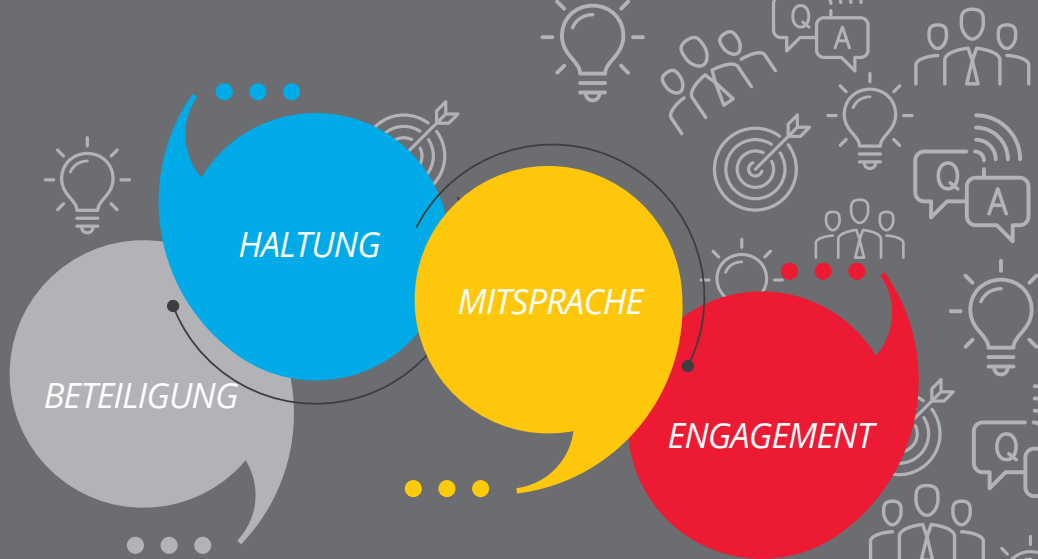 Q
A
Q
A
HALTUNG
MITSPRACHE
BETEILIGUNG
ENGAGEMENT
Q